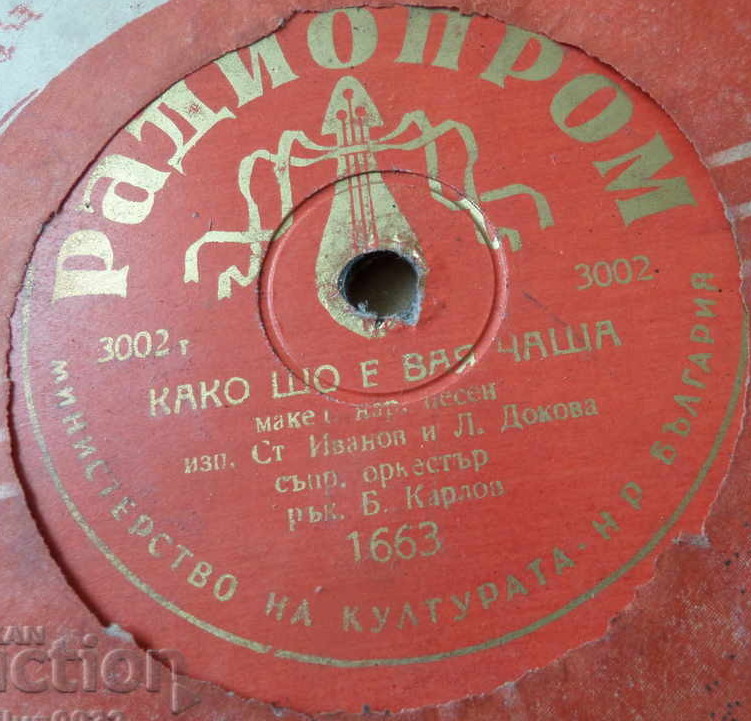 РАДИОПРОМ
3002
3002 т
КАКО ШО Е ВАЯ ЧАША
нар. песен
изп. Ст Иванов и Л. Докова
съпр. оркестър
рък. Б. Карлов
1663
МИНИСТЕРСТВО НА КУЛТУРАТА - Н Р БЪЛГАРИЯ